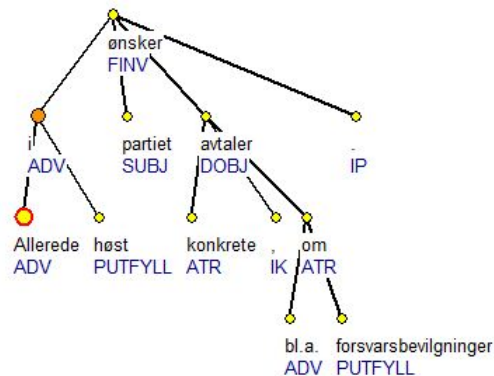 ønsker
FINV
i partiet avtaler .
ADV SUBJ DOBJ IP
Allerede høst konkrete , om
ADV PUTFYLL ATR IK ATR
bl.a. forsvarsbevilgninger
ADV PUTFYLL